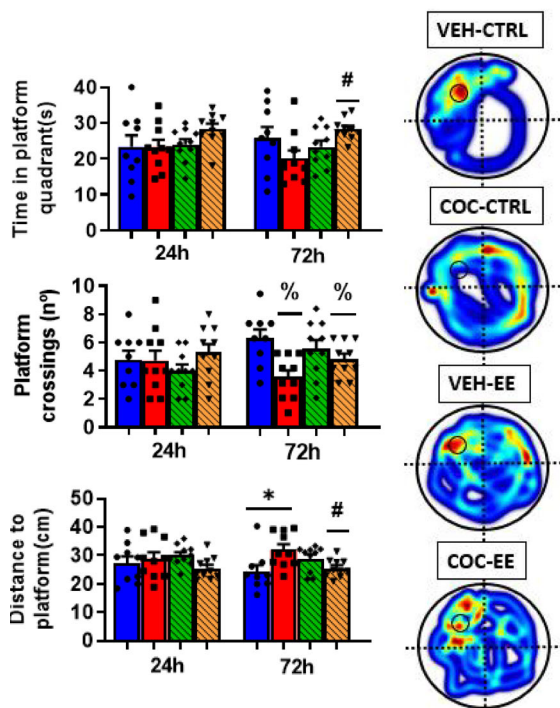 Time in platform
quadrant(s)
40
30
20
10
0
#
24h
72h
Platform
crossings (nº)
10
8
6
4
2
0
%
%
24h
72h
Distance to
platform(cm)
50
40
30
20
10
0
*
#
24h
72h
VEH-CTRL
COC-CTRL
VEH-EE
COC-EE